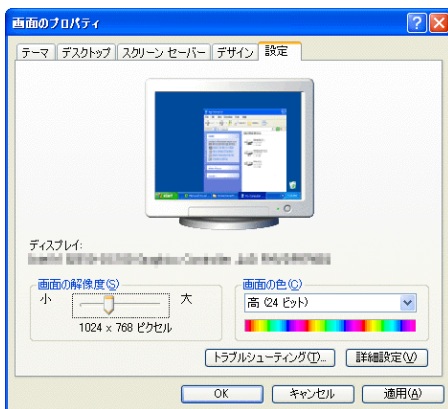 画面のプロパティ
テーマ デスクトップ スクリーン セーバー デザイン 設定
ディスプレイ:
画面の解像度(S)
小 大
1024 x 768 ピクセル
画面の色(C)
高 (24 ビット)
トラブルシューティング(T)... 詳細設定(V)
OK キャンセル 適用(A)